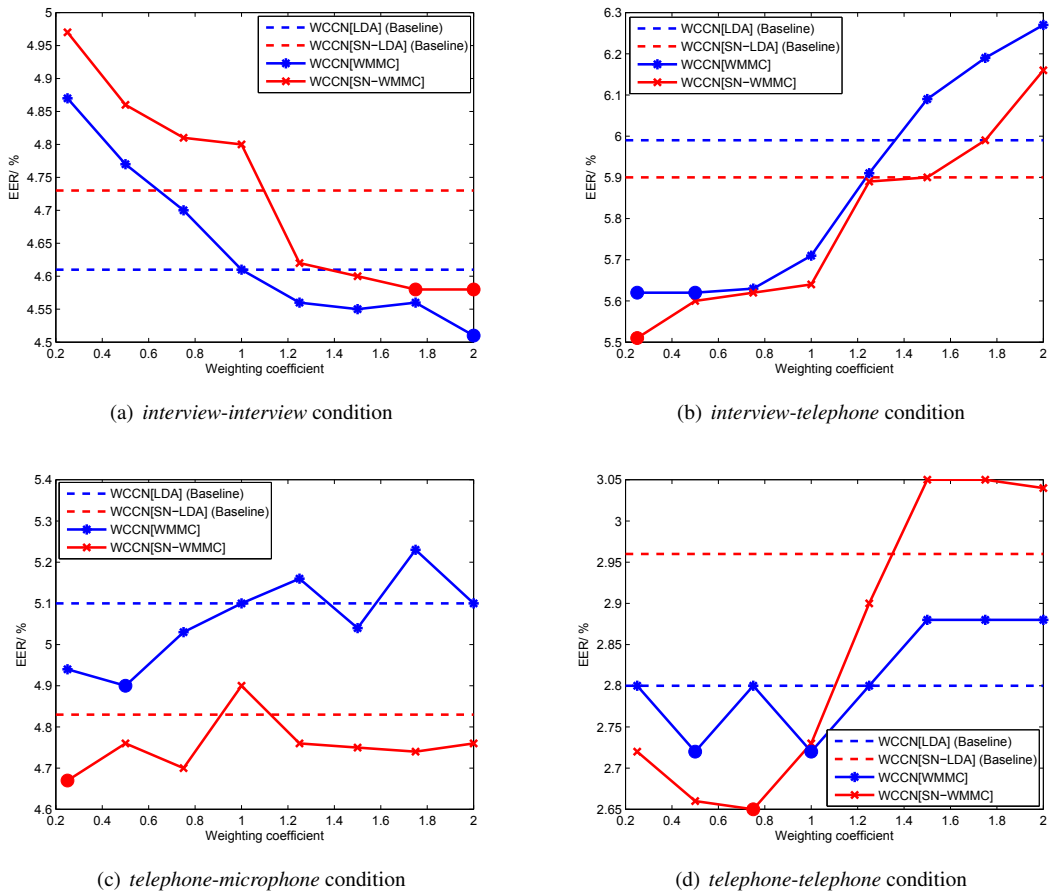 5
4.95
4.9
4.85
4.8
4.75
4.7
4.65
4.6
4.55
4.5
EER/ %
0.2 0.4 0.6 0.8 1 1.2 1.4 1.6 1.8 2
Weighting coefficient
WCCN[LDA] (Baseline)
WCCN[SN−LDA] (Baseline)
WCCN[WMMC]
WCCN[SN−WMMC]
(a) interview-interview condition
6.3
6.2
6.1
6
5.9
5.8
5.7
5.6
5.5
EER/ %
0.2 0.4 0.6 0.8 1 1.2 1.4 1.6 1.8 2
Weighting coefficient
WCCN[LDA] (Baseline)
WCCN[SN−LDA] (Baseline)
WCCN[WMMC]
WCCN[SN−WMMC]
(b) interview-telephone condition
5.4
5.3
5.2
5.1
5
4.9
4.8
4.7
4.6
EER/ %
0.2 0.4 0.6 0.8 1 1.2 1.4 1.6 1.8 2
Weighting coefficient
WCCN[LDA] (Baseline)
WCCN[SN−LDA] (Baseline)
WCCN[WMMC]
WCCN[SN−WMMC]
(c) telephone-microphone condition
3.05
3
2.95
2.9
2.85
2.8
2.75
2.7
2.65
EER/ %
0.2 0.4 0.6 0.8 1 1.2 1.4 1.6 1.8 2
Weighting coefficient
WCCN[LDA] (Baseline)
WCCN[SN−LDA] (Baseline)
WCCN[WMMC]
WCCN[SN−WMMC]
(d) telephone-telephone condition